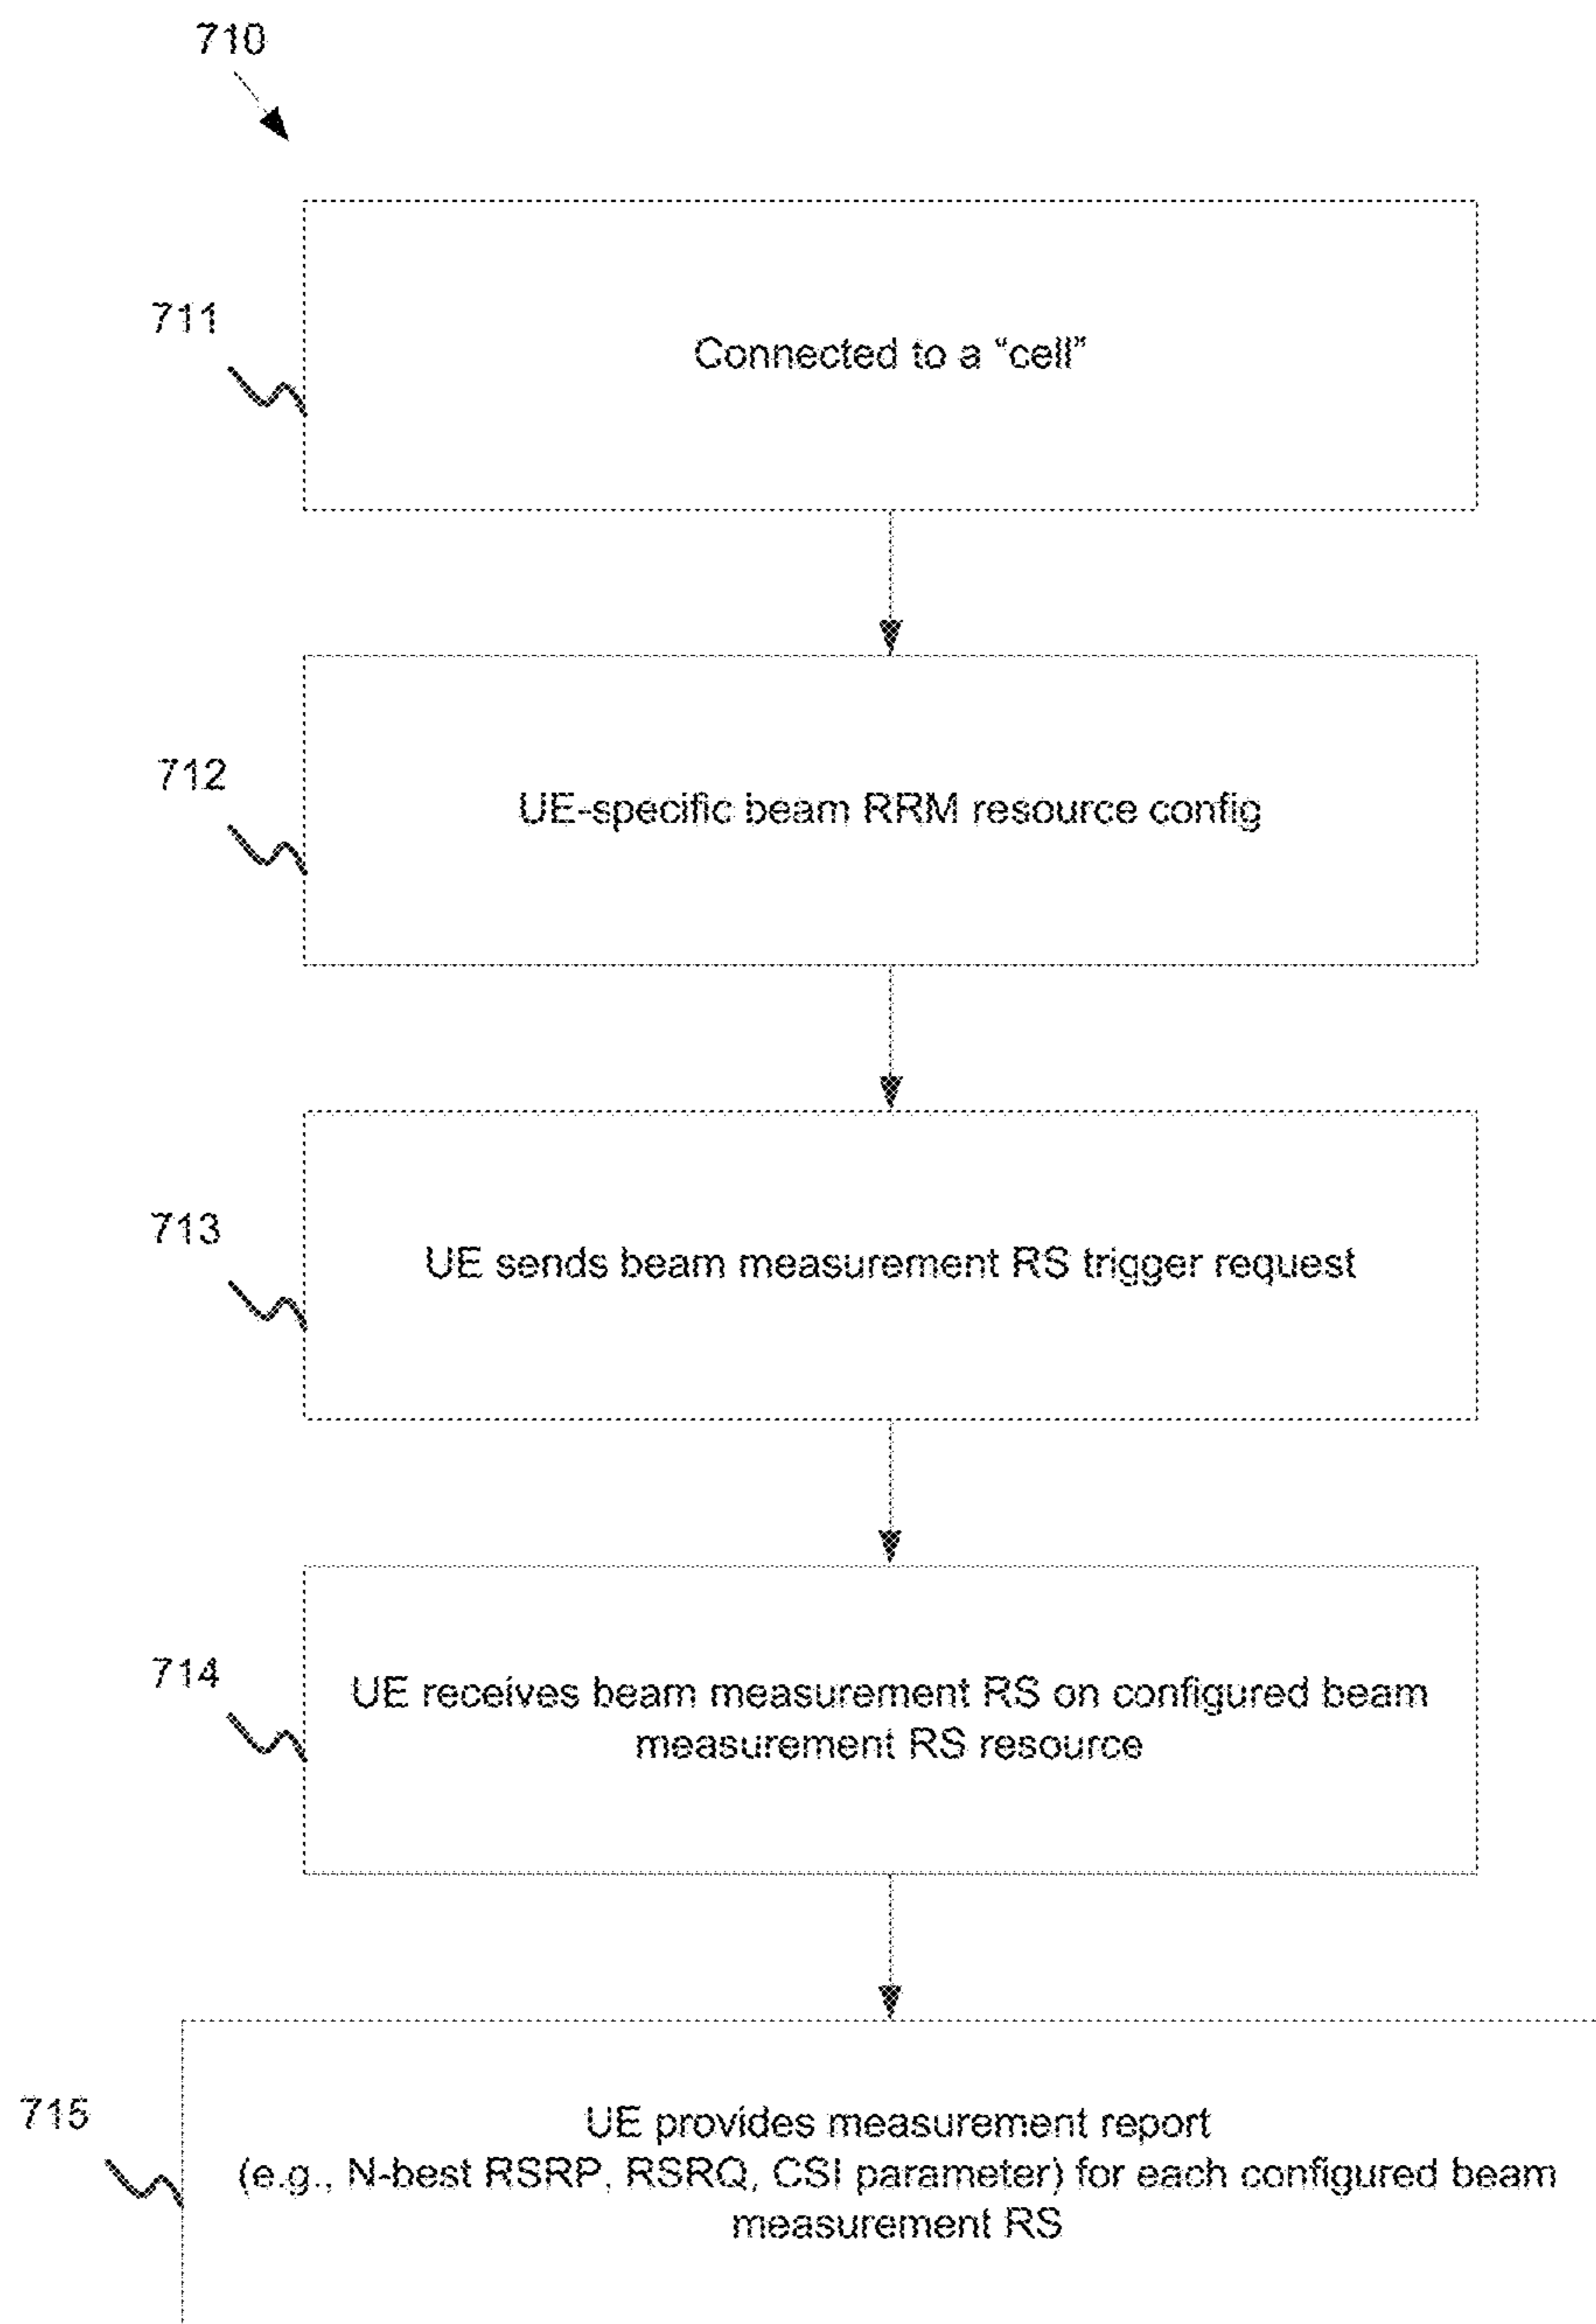 710
711
Connected to a “cell”
712
UE-specific beam RRM resource config
713
UE sends beam measurement RS trigger request
714
UE receives beam measurement RS on configured beam
measurement RS resource
715
UE provides measurement report
(e.g., N-best RSRP, RSRQ, CSI parameter) for each configured beam
measurement RS